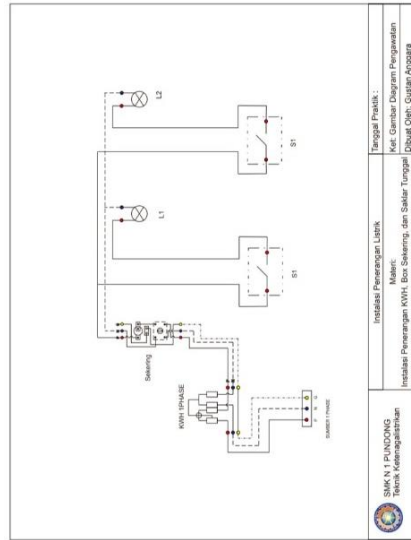 L2
L1
S1
S1
Sekering
KWH 1PHASE
SUMBER 1 PHASE
SMK N 1 PUNDONG
Teknik Ketenagalistrikan
Instalasi Penerangan Listrik
Materi:
Instalasi Penerangan KWH, Box Sekering, dan Saklar Tunggal
Tanggal Praktik :
Ket: Gambar Diagram Pengawatan
Dibuat Oleh: Gustan Anggara